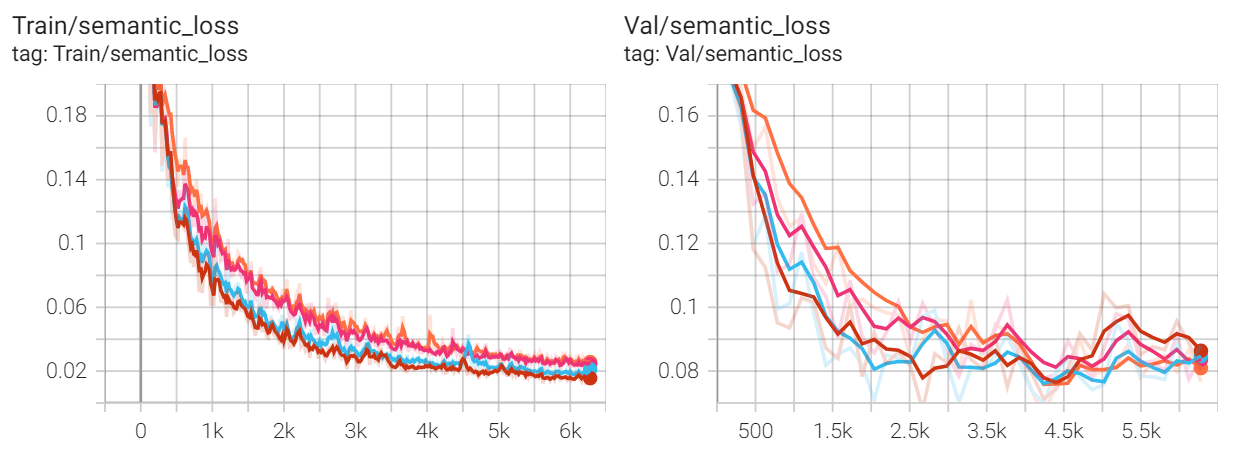 Train/semantic_loss
tag: Train/semantic_loss
0.18
0.14
0.1
0.06
0.02
0 1k 2k 3k 4k 5k 6k
Val/semantic_loss
tag: Val/semantic_loss
0.16
0.14
0.12
0.1
0.08
500 1.5k 2.5k 3.5k 4.5k 5.5k